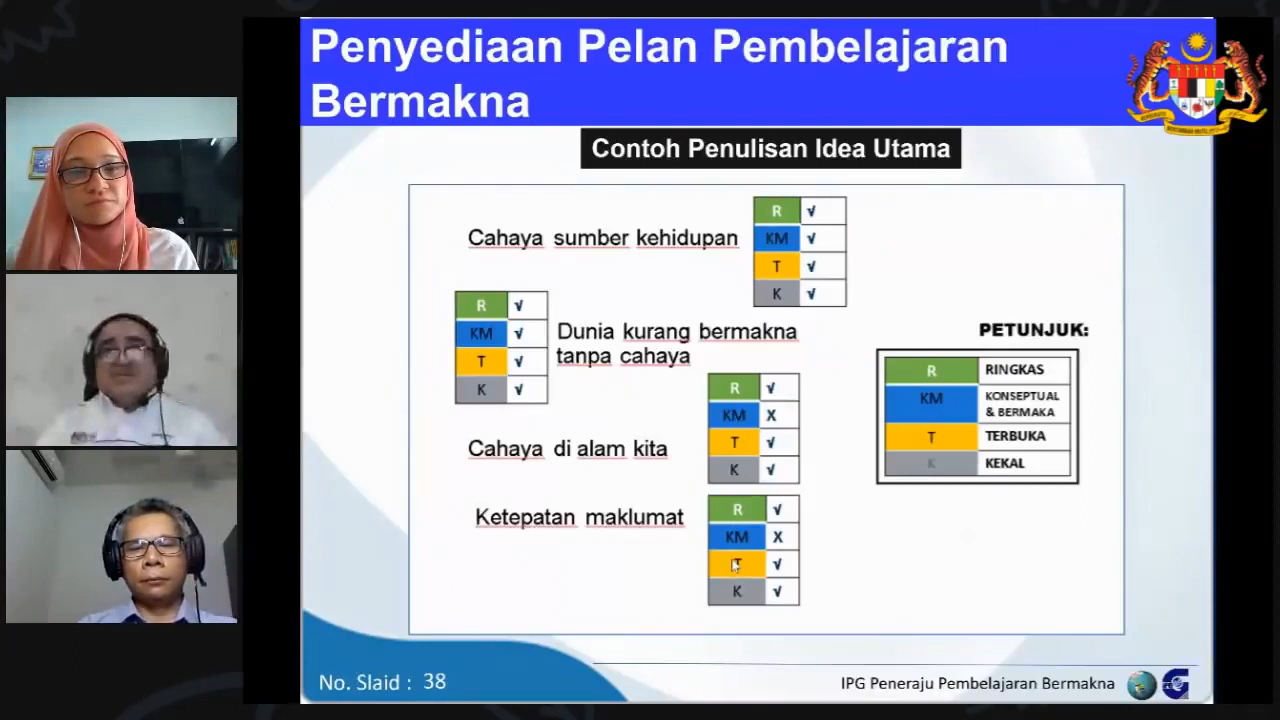 Penyediaan Pelan Pembelajaran
Bermakna
Contoh Penulisan Idea Utama
Cahaya sumber kehidupan
R √
KM √
T √
K √
R √
KM √
T √
K √
Dunia kurang bermakna
tanpa cahaya
Cahaya di alam kita
R √
KM X
T √
K √
Ketepatan maklumat
R √
KM X
T √
K √
PETUNJUK:
R RINGKAS
KM KONSEPTUAL
& BERMAKA
T TERBUKA
K KEKAL
No. Slaid : 38
IPG Peneraju Pembelajaran Bermakna